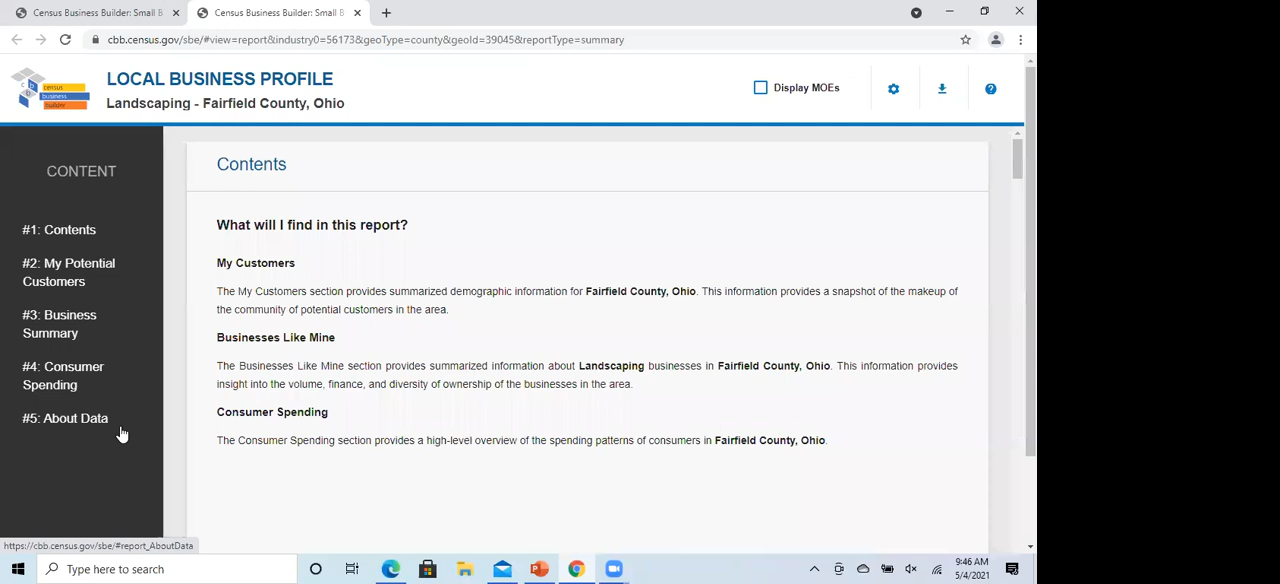 Census Business Builder: Small B
Census Business Builder: Small B
cbb.census.gov/sbe/#view=report&industry0=56173&geoType=county&geoId=39045&reportType=summary
census
business
builder
LOCAL BUSINESS PROFILE
Landscaping - Fairfield County, Ohio
Display MOEs
CONTENT
#1: Contents
#2: My Potential
Customers
#3: Business
Summary
#4: Consumer
Spending
#5: About Data
Contents
What will I find in this report?
My Customers
The My Customers section provides summarized demographic information for Fairfield County, Ohio. This information provides a snapshot of the makeup of
the community of potential customers in the area.
Businesses Like Mine
The Businesses Like Mine section provides summarized information about Landscaping businesses in Fairfield County, Ohio. This information provides
insight into the volume, finance, and diversity of ownership of the businesses in the area.
Consumer Spending
The Consumer Spending section provides a high-level overview of the spending patterns of consumers in Fairfield County, Ohio.
https://cbb.census.gov/sbe/#report_AboutData
Type here to search
9:46 AM
5/4/2021